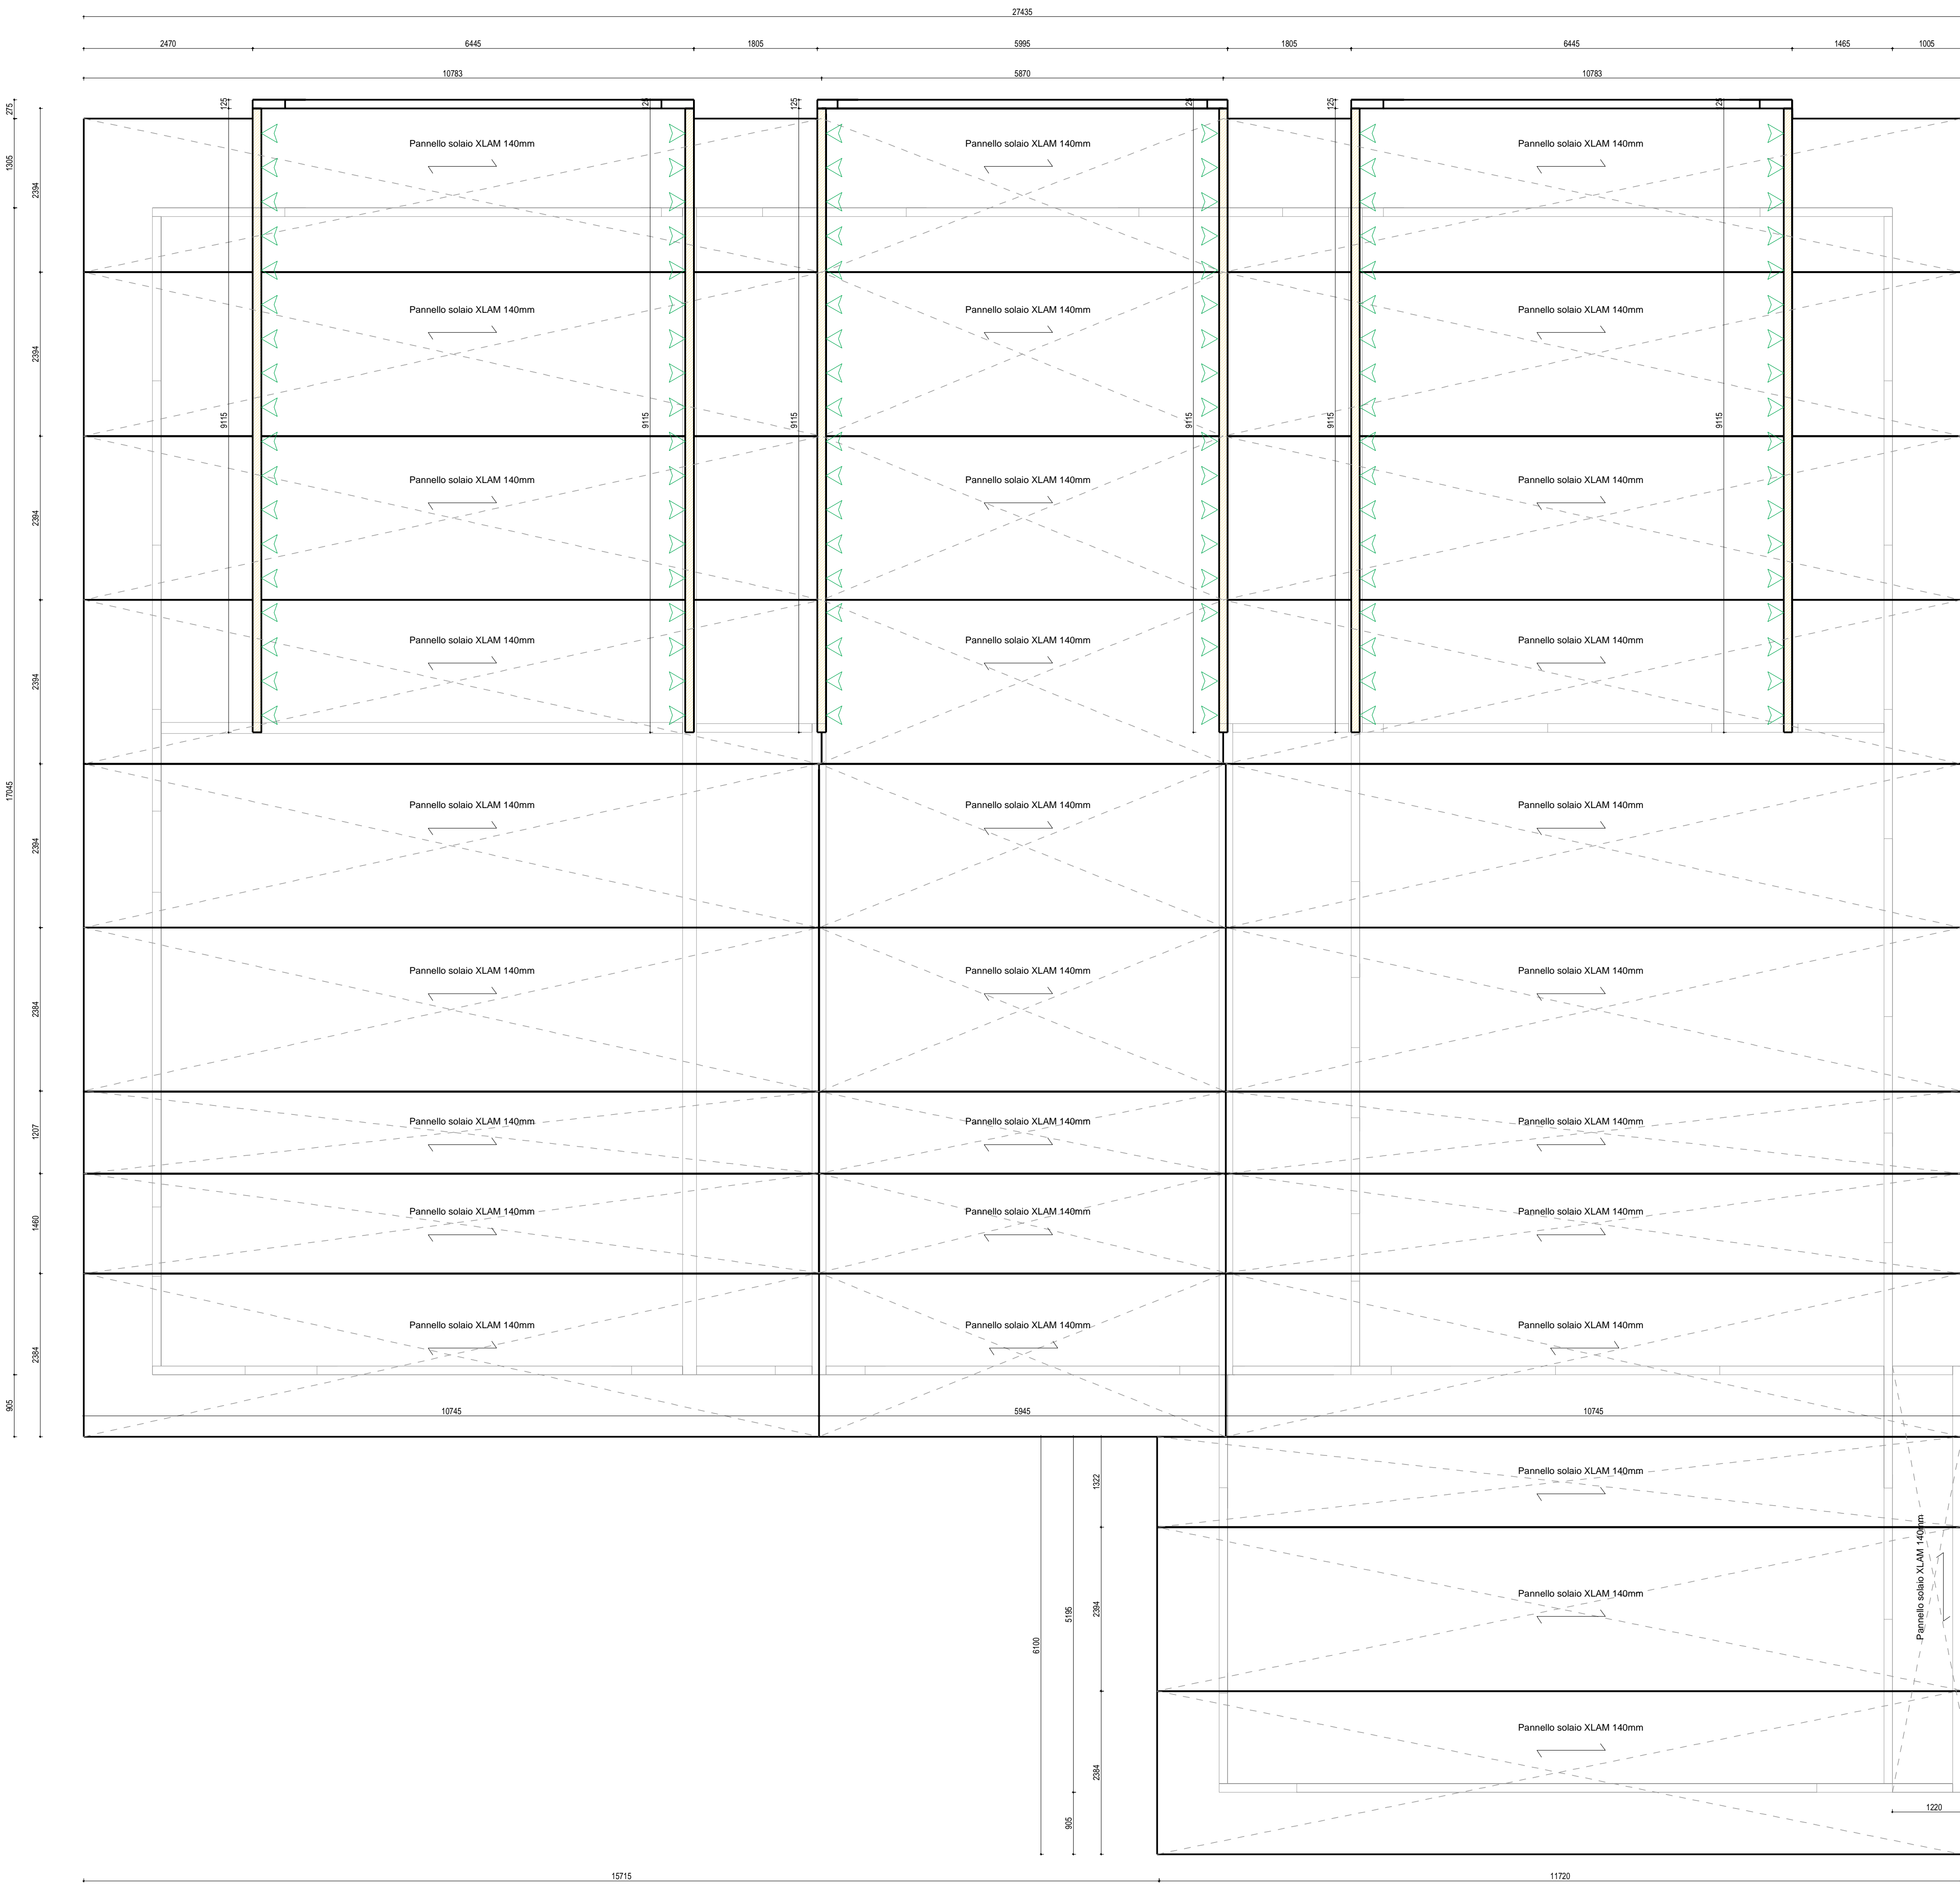 27435
2470 6445 1805 5995 1805 6445 1465 1005
10783 5870 10783
275 125 125 125 125 125 125
1305
2394
Pannello solaio XLAM 140mm Pannello solaio XLAM 140mm Pannello solaio XLAM 140mm
2394
Pannello solaio XLAM 140mm Pannello solaio XLAM 140mm Pannello solaio XLAM 140mm
9115 9115 9115 9115 9115 9115
2394
Pannello solaio XLAM 140mm Pannello solaio XLAM 140mm Pannello solaio XLAM 140mm
2394
Pannello solaio XLAM 140mm Pannello solaio XLAM 140mm Pannello solaio XLAM 140mm
17045
2394
Pannello solaio XLAM 140mm Pannello solaio XLAM 140mm Pannello solaio XLAM 140mm
2384
Pannello solaio XLAM 140mm Pannello solaio XLAM 140mm Pannello solaio XLAM 140mm
1207
Pannello solaio XLAM 140mm Pannello solaio XLAM 140mm Pannello solaio XLAM 140mm
1460
Pannello solaio XLAM 140mm Pannello solaio XLAM 140mm Pannello solaio XLAM 140mm
2384
Pannello solaio XLAM 140mm Pannello solaio XLAM 140mm Pannello solaio XLAM 140mm
905
10745 5945 10745
1322
Pannello solaio XLAM 140mm
Pannello solaio XLAM 140mm
6100 5195 2394
Pannello solaio XLAM 140mm
Pannello solaio XLAM 140mm
2384
905
1220
15715 11720